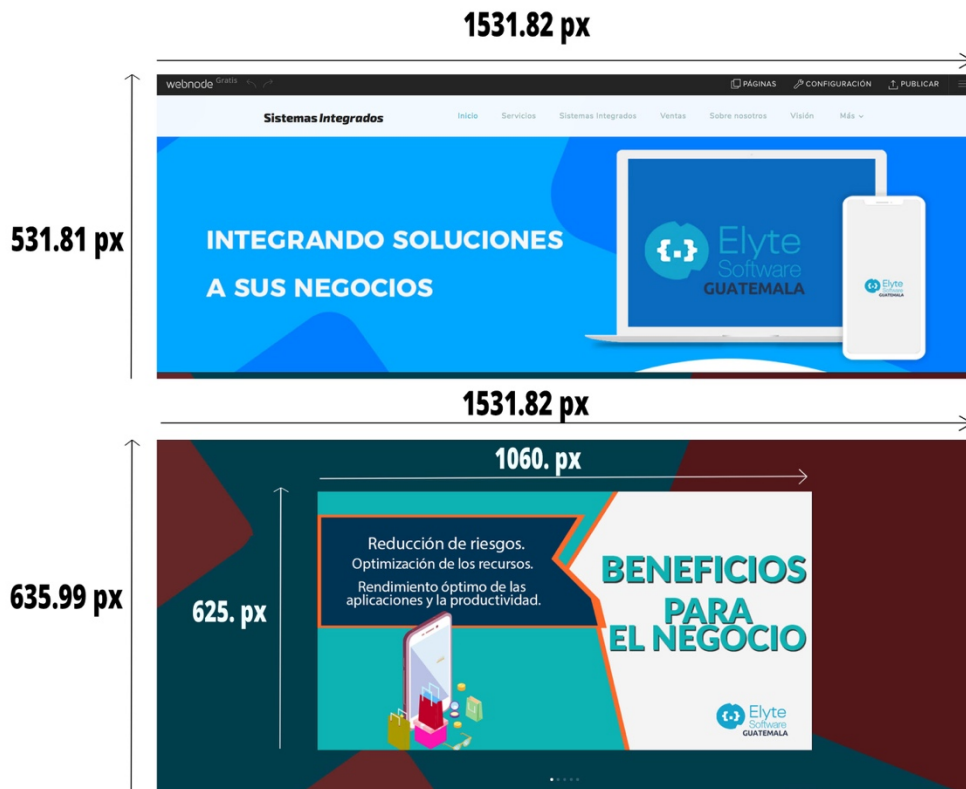 1531.82 px
webnode Gratis
PÁGINAS CONFIGURACIÓN PUBLICAR
Sistemas Integrados Inicio Servicios Sistemas Integrados Ventas Sobre nosotros Visión Más
531.81 px
INTEGRANDO SOLUCIONES
A SUS NEGOCIOS
{.} Elyte
Software
GUATEMALA
{.} Elyte
Software
GUATEMALA
1531.82 px
1060. px
635.99 px
625. px
Reducción de riesgos.
Optimización de los recursos.
Rendimiento óptimo de las
aplicaciones y la productividad.
BENEFICIOS
PARA
EL NEGOCIO
{.} Elyte
Software
GUATEMALA